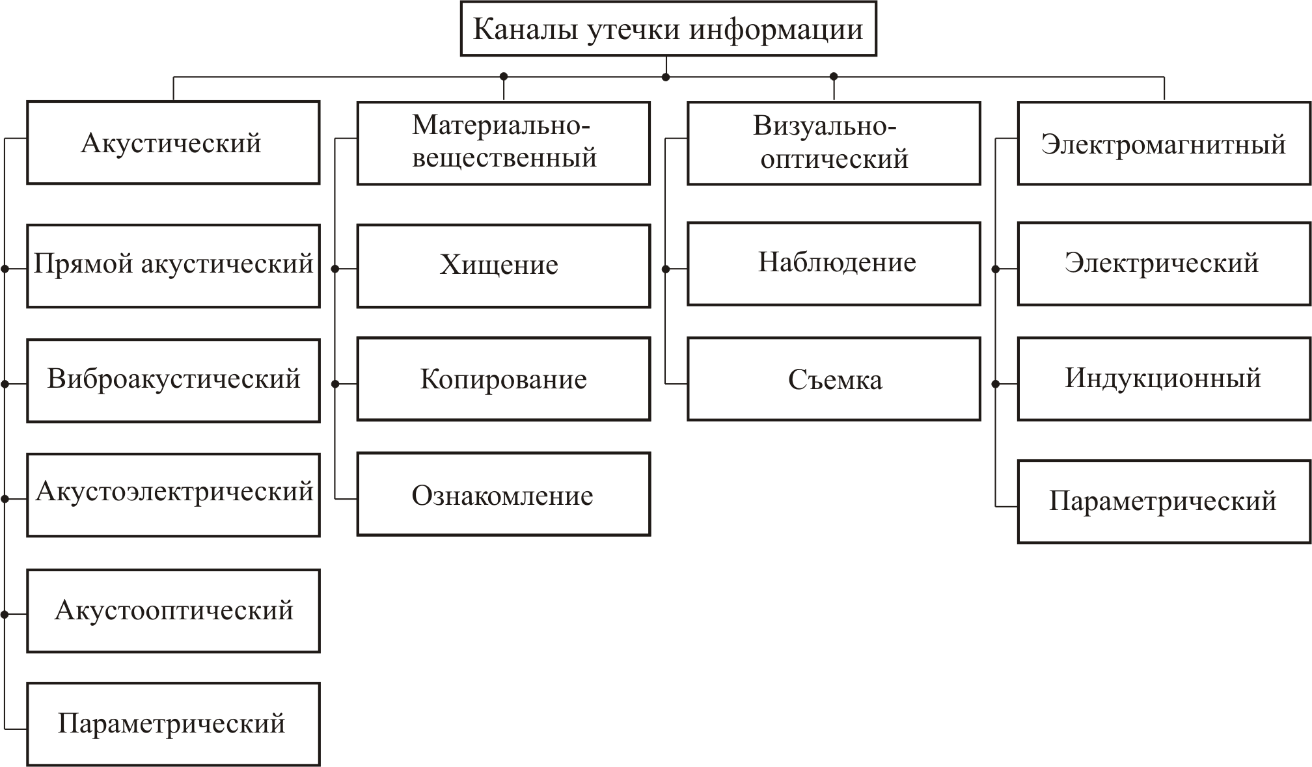 Каналы утечки информации
Акустический
Материально-
вещественный
Визуально-
оптический
Электромагнитный
Прямой акустический
Хищение
Наблюдение
Электрический
Виброакустический
Копирование
Съемка
Индукционный
Акустоэлектрический
Ознакомление
Параметрический
Акустооптический
Параметрический